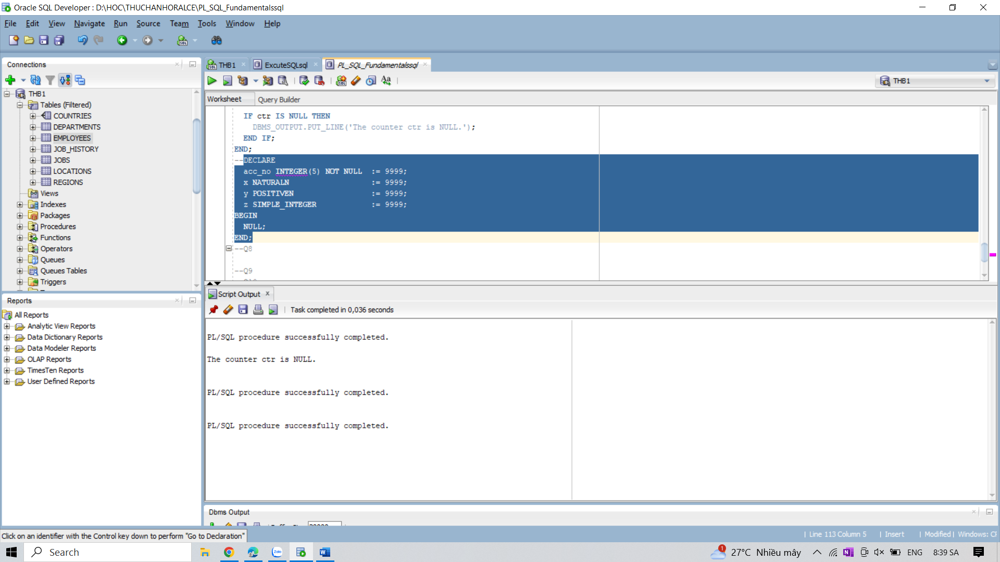 Oracle SQL Developer : D:\HOC\THUCHANHORALCE\PL_SQL_Fundamentalssql
File Edit View Navigate Run Source Team Tools Window Help
Connections
THB1
Tables (Filtered)
COUNTRIES
DEPARTMENTS
EMPLOYEES
JOB_HISTORY
JOBS
LOCATIONS
REGIONS
Views
Indexes
Packages
Procedures
Functions
Operators
Queues
Queues Tables
Triggers
Reports
All Reports
Analytic View Reports
Data Dictionary Reports
Data Modeler Reports
OLAP Reports
TimesTen Reports
User Defined Reports
THB1 ExcuteSQLsql PL_SQL_Fundamentalssql
THB1
Worksheet Query Builder
IF ctr IS NULL THEN
DBMS_OUTPUT.PUT_LINE('The counter ctr is NULL.');
END IF;
END;
--DECLARE
acc_no INTEGER(5) NOT NULL := 9999;
x NATURALN := 9999;
y POSITIVEN := 9999;
z SIMPLE_INTEGER := 9999;
BEGIN
NULL;
END;
--Q8
--Q9
Script Output
Task completed in 0,036 seconds
PL/SQL procedure successfully completed.
The counter ctr is NULL.
PL/SQL procedure successfully completed.
PL/SQL procedure successfully completed.
Dbms Output
Click on an identifier with the Control key down to perform "Go to Declaration"
Line 113 Column 5 Insert Modified Windows:
Search
27°C Nhiều mây ENG 8:39 SA